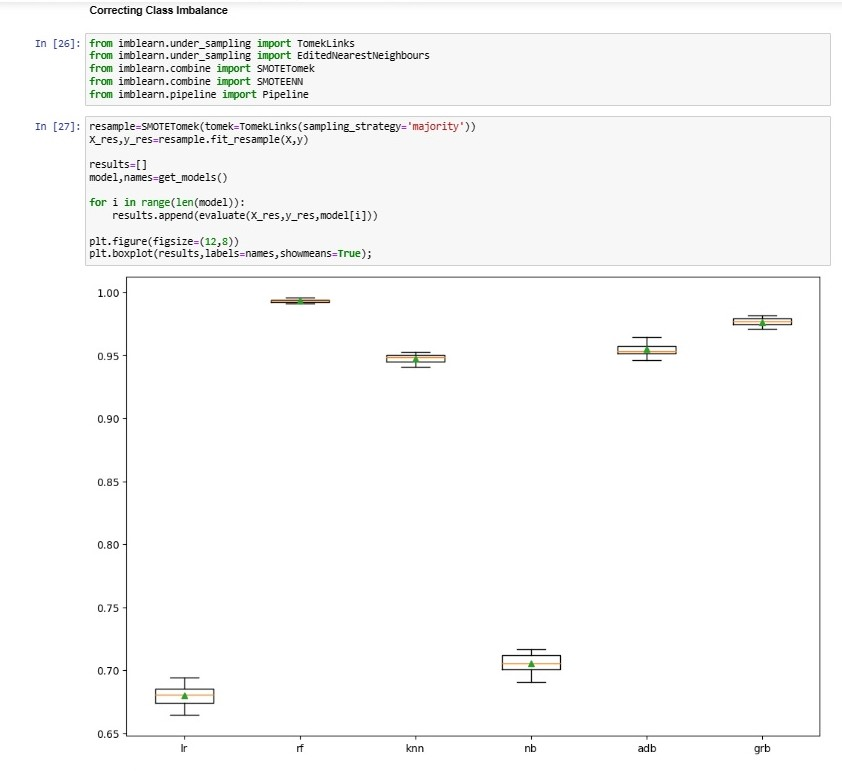 Correcting Class Imbalance
In [26]: from imblearn.under_sampling import TomekLinks
from imblearn.under_sampling import EditedNearestNeighbours
from imblearn.combine import SMOTETomek
from imblearn.combine import SMOTEENN
from imblearn.pipeline import Pipeline
In [27]: resample=SMOTETomek(tomek=TomekLinks(sampling_strategy='majority'))
X_res,y_res=resample.fit_resample(X,y)
results=[]
model,names=get_models()
for i in range(len(model)):
    results.append(evaluate(X_res,y_res,model[i]))
plt.figure(figsize=(12,8))
plt.boxplot(results,labels=names,showmeans=True);
1.00
0.95
0.90
0.85
0.80
0.75
0.70
0.65
lr rf knn nb adb grb